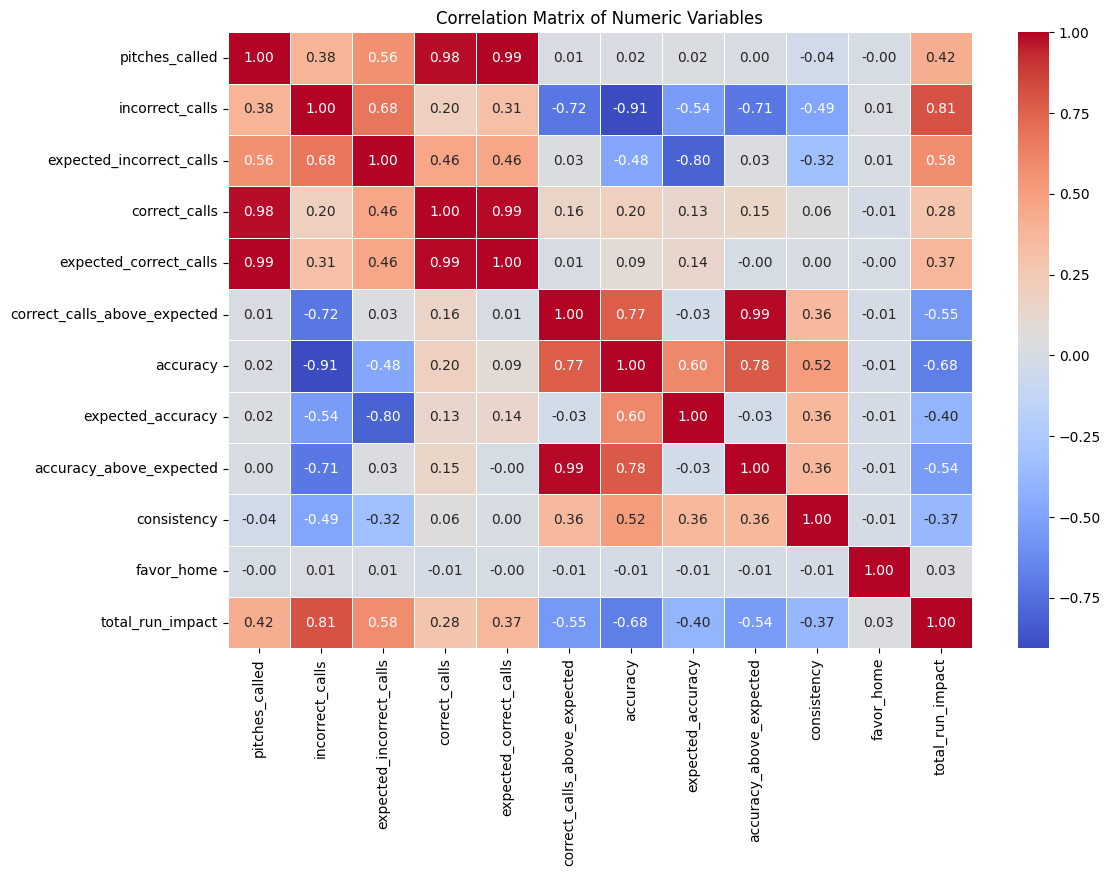 Correlation Matrix of Numeric Variables
pitches_called 1.00 0.38 0.56 0.98 0.99 0.01 0.02 0.02 0.00 -0.04 -0.00 0.42
incorrect_calls 0.38 1.00 0.68 0.20 0.31 -0.72 -0.91 -0.54 -0.71 -0.49 0.01 0.81
expected_incorrect_calls 0.56 0.68 1.00 0.46 0.46 0.03 -0.48 -0.80 0.03 -0.32 0.01 0.58
correct_calls 0.98 0.20 0.46 1.00 0.99 0.16 0.20 0.13 0.15 0.06 -0.01 0.28
expected_correct_calls 0.99 0.31 0.46 0.99 1.00 0.01 0.09 0.14 -0.00 0.00 -0.00 0.37
correct_calls_above_expected 0.01 -0.72 0.03 0.16 0.01 1.00 0.77 -0.03 0.99 0.36 -0.01 -0.55
accuracy 0.02 -0.91 -0.48 0.20 0.09 0.77 1.00 0.60 0.78 0.52 -0.01 -0.68
expected_accuracy 0.02 -0.54 -0.80 0.13 0.14 -0.03 0.60 1.00 -0.03 0.36 -0.01 -0.40
accuracy_above_expected 0.00 -0.71 0.03 0.15 -0.00 0.99 0.78 -0.03 1.00 0.36 -0.01 -0.54
consistency -0.04 -0.49 -0.32 0.06 0.00 0.36 0.52 0.36 0.36 1.00 -0.01 -0.37
favor_home -0.00 0.01 0.01 -0.01 -0.00 -0.01 -0.01 -0.01 -0.01 -0.01 1.00 0.03
total_run_impact 0.42 0.81 0.58 0.28 0.37 -0.55 -0.68 -0.40 -0.54 -0.37 0.03 1.00
pitches_called
incorrect_calls
expected_incorrect_calls
correct_calls
expected_correct_calls
correct_calls_above_expected
accuracy
expected_accuracy
accuracy_above_expected
consistency
favor_home
total_run_impact
1.00
0.75
0.50
0.25
0.00
−0.25
−0.50
−0.75